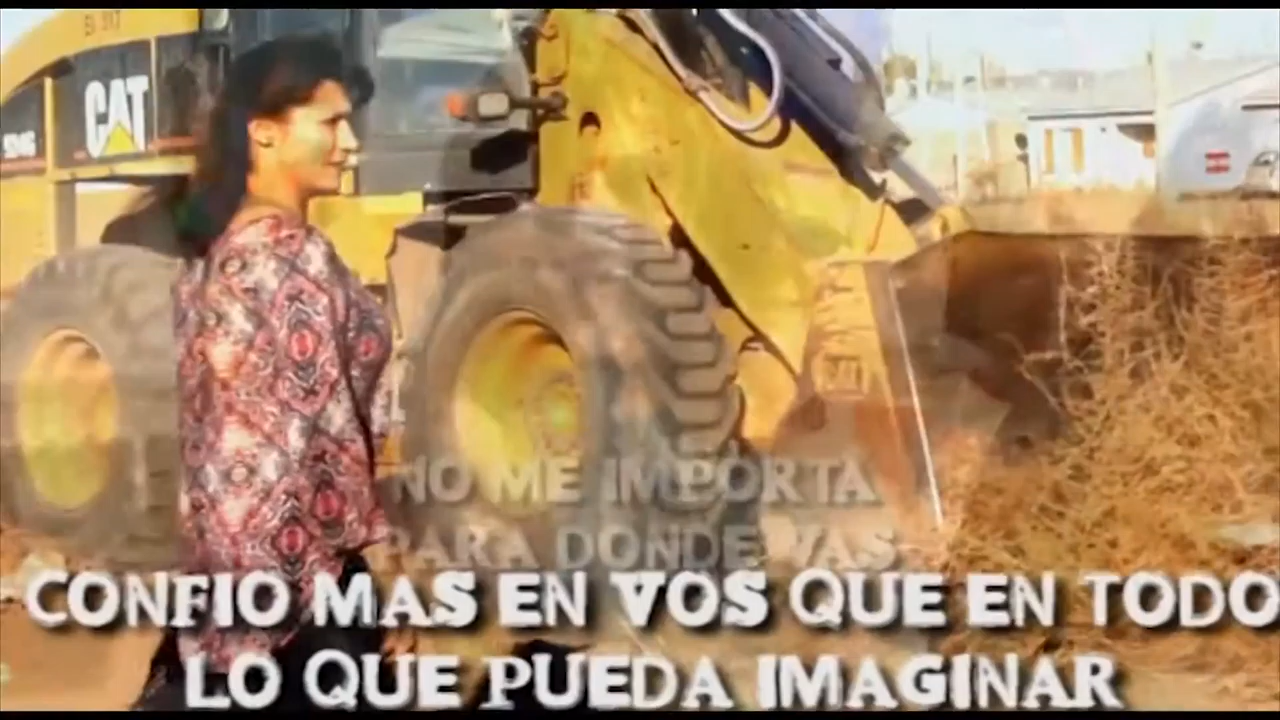 CAT
NO ME IMPORTA
PARA DONDE VAS
CONFIO MAS EN VOS QUE EN TODO
LO QUE PUEDA IMAGINAR